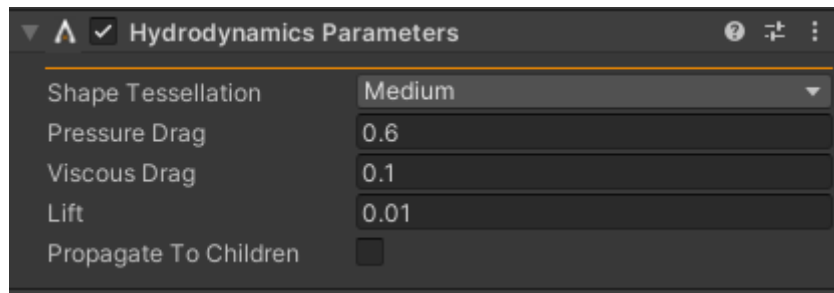 Hydrodynamics Parameters
Shape Tessellation Medium
Pressure Drag 0.6
Viscous Drag 0.1
Lift 0.01
Propagate To Children